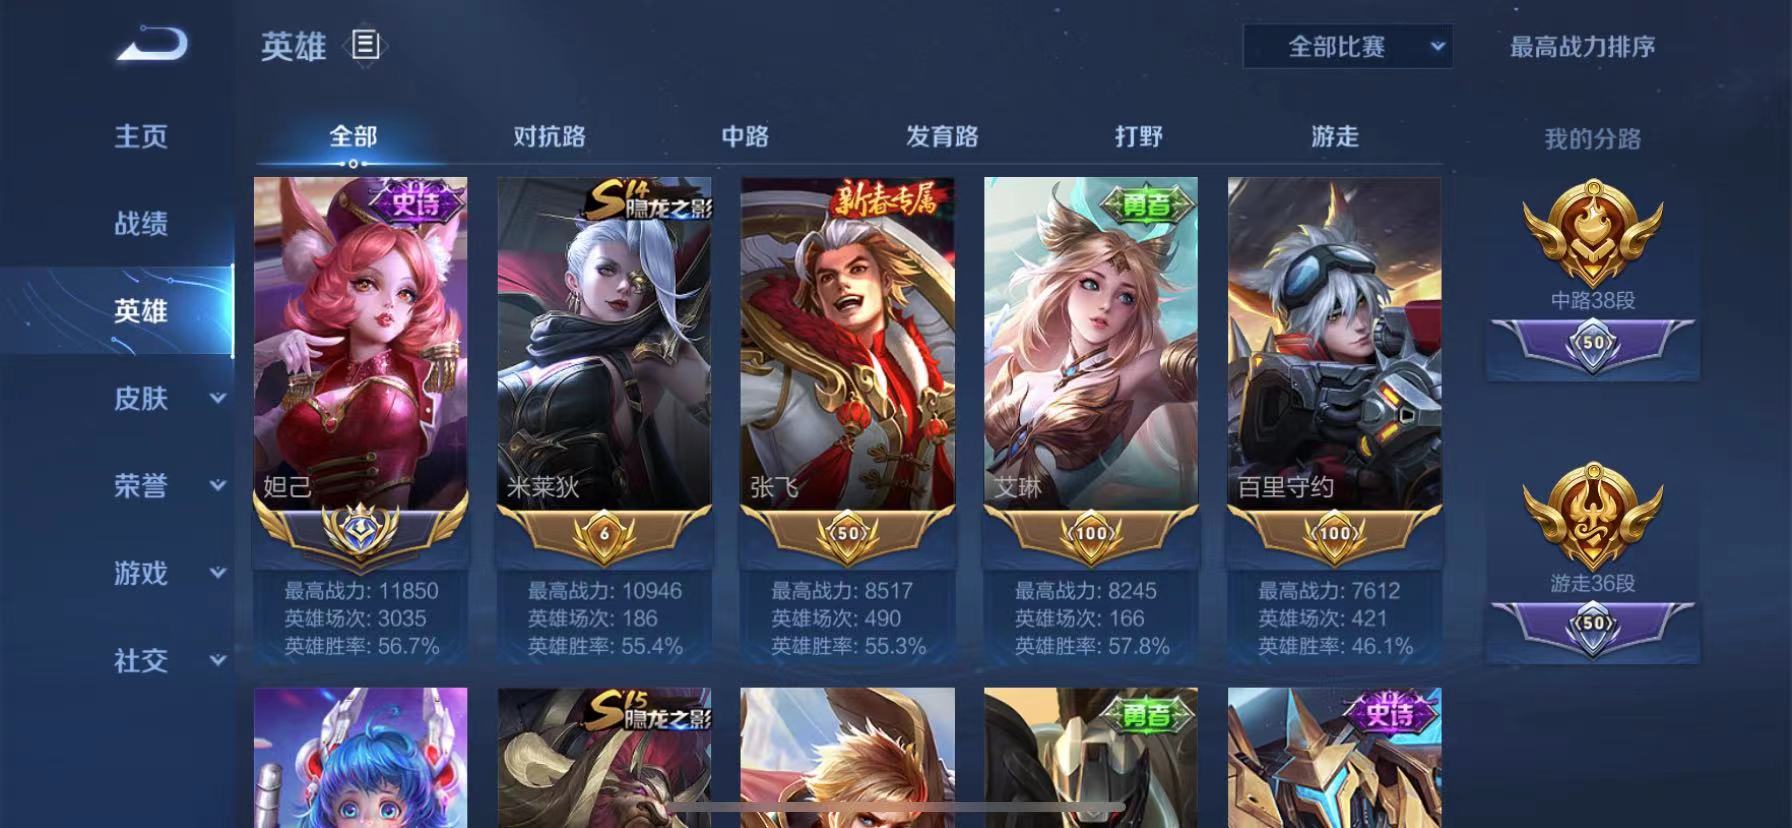 英雄
全部比赛
最高战力排序
主页
战绩
英雄
皮肤
荣誉
游戏
社交
全部
对抗路
中路
发育路
打野
游走
我的分路
史诗
S14
隐龙之影
新春专属
勇者
妲己
米莱狄
张飞
艾琳
百里守约
6
50
100
100
最高战力: 11850
英雄场次: 3035
英雄胜率: 56.7%
最高战力: 10946
英雄场次: 186
英雄胜率: 55.4%
最高战力: 8517
英雄场次: 490
英雄胜率: 55.3%
最高战力: 8245
英雄场次: 166
英雄胜率: 57.8%
最高战力: 7612
英雄场次: 421
英雄胜率: 46.1%
中路38段
50
游走36段
50
S15
隐龙之影
勇者
史诗